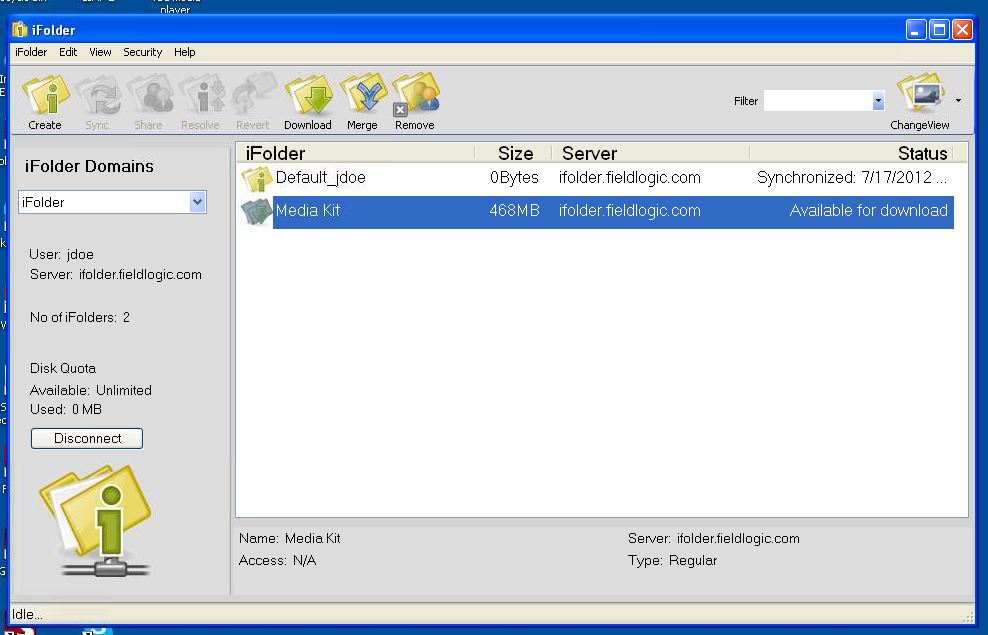 player
iFolder
iFolder Edit View Security Help
Create Sync Share Resolve Revert Download Merge Remove Filter ChangeView
iFolder Domains
iFolder
User: jdoe
Server: ifolder.fieldlogic.com
No of iFolders: 2
Disk Quota
Available: Unlimited
Used: 0 MB
Disconnect
iFolder Size Server Status
Default_jdoe 0Bytes ifolder.fieldlogic.com Synchronized: 7/17/2012 ...
Media Kit 468MB ifolder.fieldlogic.com Available for download
Name: Media Kit Server: ifolder.fieldlogic.com
Access: N/A Type: Regular
Idle...